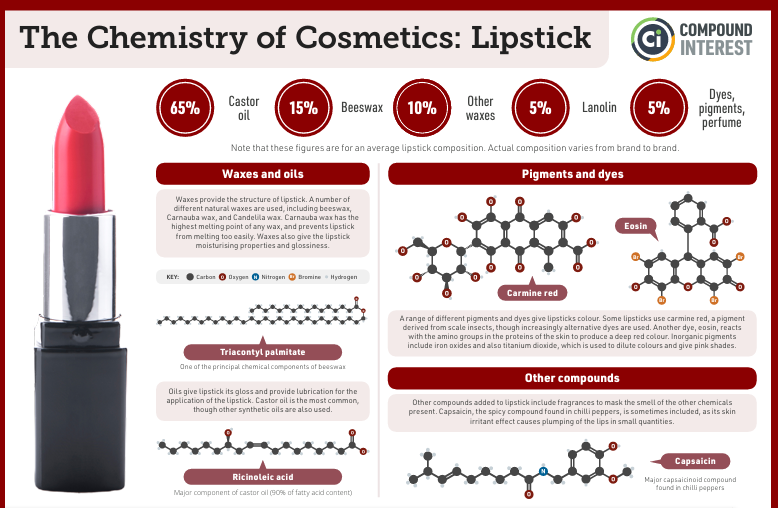 The Chemistry of Cosmetics: Lipstick
Ci
COMPOUND
INTEREST
65%
Castor
oil
15%
Beeswax
10%
Other
waxes
5%
Lanolin
5%
Dyes,
pigments,
perfume
Note that these figures are for an average lipstick composition. Actual composition varies from brand to brand.
Waxes and oils
Waxes provide the structure of lipstick. A number of
different natural waxes are used, including beeswax,
Carnauba wax, and Candelila wax. Carnauba wax has the
highest melting point of any wax, and prevents lipstick
from melting too easily. Waxes also give the lipstick
moisturising properties and glossiness.
KEY: Carbon O Oxygen N Nitrogen Br Bromine Hydrogen
O
O
Triacontyl palmitate
One of the principal chemical components of beeswax
Oils give lipstick its gloss and provide lubrication for the
application of the lipstick. Castor oil is the most common,
though other synthetic oils are also used.
O
O
O
Ricinoleic acid
Major component of castor oil (90% of fatty acid content)
Pigments and dyes
O
O
O
O
O
O
O
O
O
O
O
O
O
Carmine red
Eosin
O
O
Br
Br
O
O
O
Br
Br
A range of different pigments and dyes give lipsticks colour. Some lipsticks use carmine red, a pigment
derived from scale insects, though increasingly alternative dyes are used. Another dye, eosin, reacts
with the amino groups in the proteins of the skin to produce a deep red colour. Inorganic pigments
include iron oxides and also titanium dioxide, which is used to dilute colours and give pink shades.
Other compounds
Other compounds added to lipstick include fragrances to mask the smell of the other chemicals
present. Capsaicin, the spicy compound found in chilli peppers, is sometimes included, as its skin
irritant effect causes plumping of the lips in small quantities.
O
O
N
O
Capsaicin
Major capsaicinoid compound
found in chilli peppers